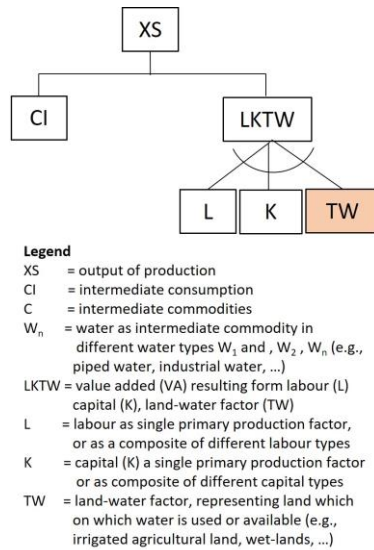 XS
CI
LKTW
L
K
TW
Legend
XS = output of production
CI = intermediate consumption
C = intermediate commodities
Wn = water as intermediate commodity in
different water types W1 and , W2 , Wn (e.g.,
piped water, industrial water, ...)
LKTW = value added (VA) resulting form labour (L)
capital (K), land-water factor (TW)
L = labour as single primary production factor,
or as a composite of different labour types
K = capital (K) a single primary production factor
or as composite of different capital types
TW = land-water factor, representing land which
on which water is used or available (e.g.,
irrigated agricultural land, wet-lands, ...)